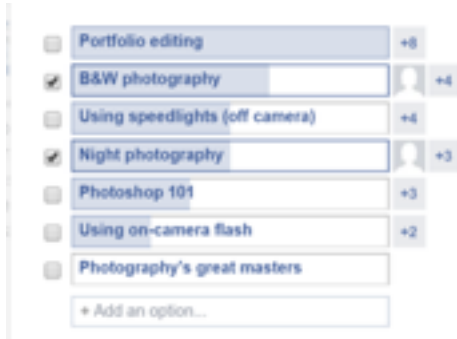 Portfolio editing +8
B&W photography +4
Using speedlights (off camera) +4
Night photography +3
Photoshop 101 +3
Using on-camera flash +2
Photography's great masters
+ Add an option...